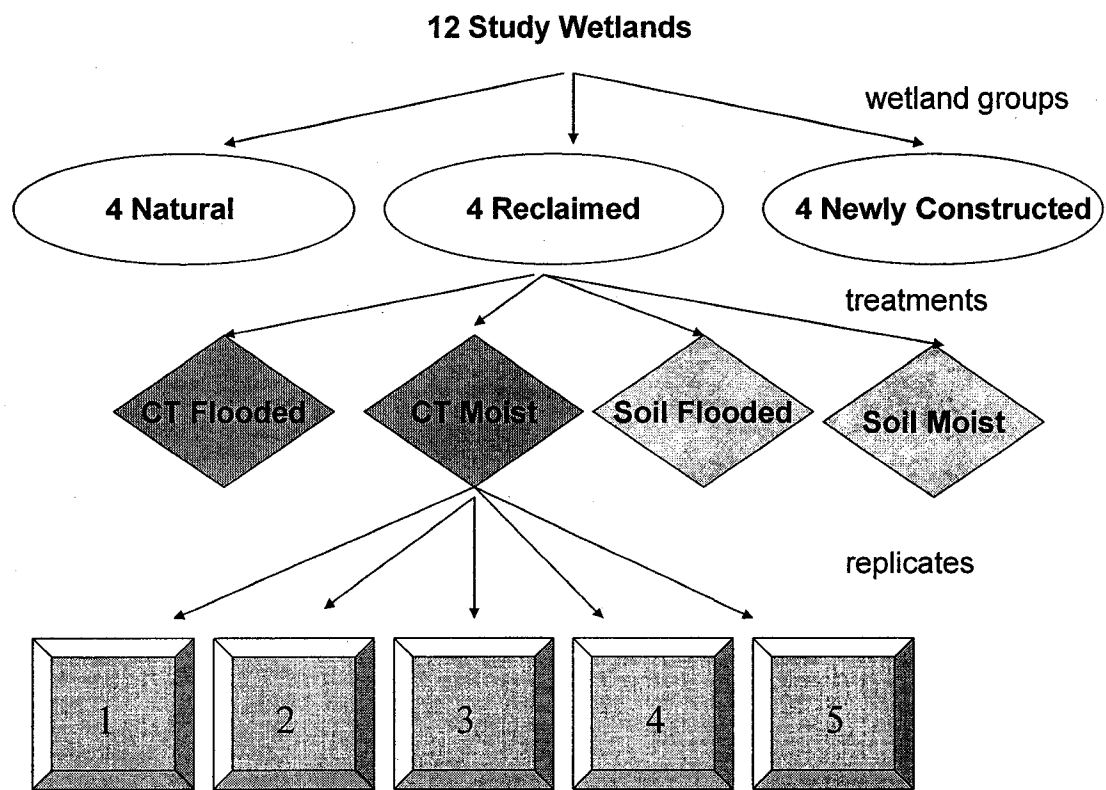 12 Study Wetlands
wetland groups
4 Natural
4 Reclaimed
4 Newly Constructed
treatments
CT Flooded
CT Moist
Soil Flooded
Soil Moist
replicates
1
2
3
4
5